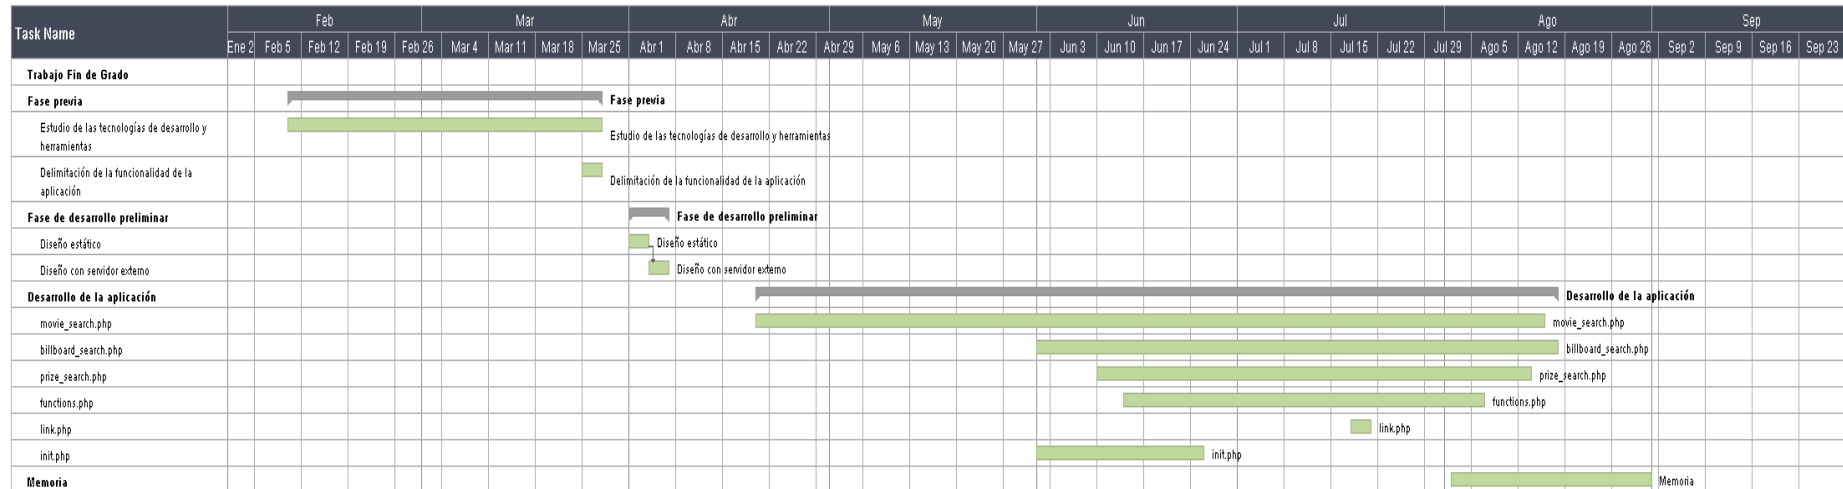 Task Name
Feb Mar Abr May Jun Jul Ago Sep
Ene 2 Feb 5 Feb 12 Feb 19 Feb 26 Mar 4 Mar 11 Mar 18 Mar 25 Abr 1 Abr 8 Abr 15 Abr 22 Abr 29 May 6 May 13 May 20 May 27 Jun 3 Jun 10 Jun 17 Jun 24 Jul 1 Jul 8 Jul 15 Jul 22 Jul 29 Ago 5 Ago 12 Ago 19 Ago 26 Sep 2 Sep 9 Sep 16 Sep 23
Trabajo Fin de Grado
Fase previa Fase previa
Estudio de las tecnologías de desarrollo y
herramientas
Estudio de las tecnologías de desarrollo y herramientas
Delimitación de la funcionalidad de la
aplicación
Delimitación de la funcionalidad de la aplicación
Fase de desarrollo preliminar Fase de desarrollo preliminar
Diseño estático Diseño estático
Diseño con servidor externo Diseño con servidor externo
Desarrollo de la aplicación Desarrollo de la aplicación
movie_search.php movie_search.php
billboard_search.php billboard_search.php
prize_search.php prize_search.php
functions.php functions.php
link.php link.php
init.php init.php
Memoria Memoria